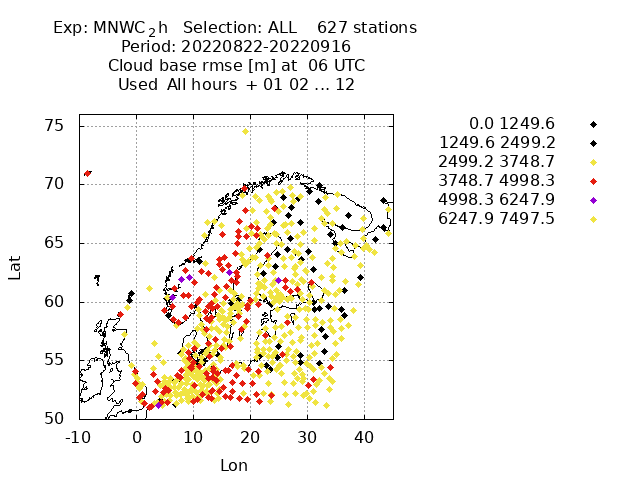 Exp: MNWC2h Selection: ALL 627 stations
Period: 20220822-20220916
Cloud base rmse [m] at 06 UTC
Used All hours + 01 02 ... 12
0.0 1249.6
1249.6 2499.2
2499.2 3748.7
3748.7 4998.3
4998.3 6247.9
6247.9 7497.5
75
70
65
60
55
50
Lat
-10 0 10 20 30 40
Lon